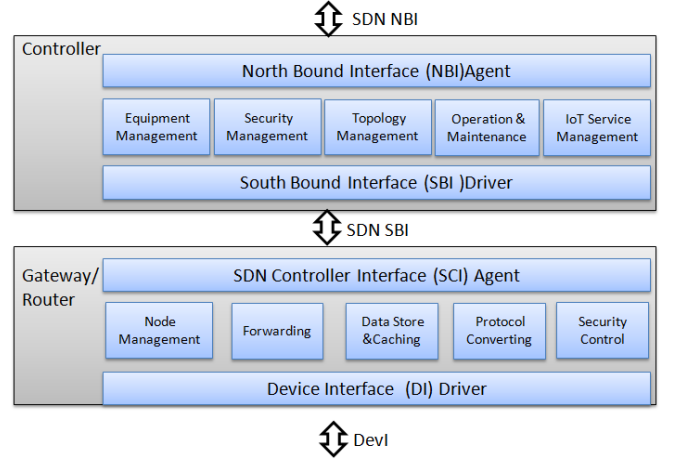 SDN NBI
Controller
North Bound Interface (NBI)Agent
Equipment
Management
Security
Management
Topology
Management
Operation &
Maintenance
IoT Service
Management
South Bound Interface (SBI )Driver
SDN SBI
Gateway/
Router
SDN Controller Interface (SCI) Agent
Node
Management
Forwarding
Data Store
&Caching
Protocol
Converting
Security
Control
Device Interface (DI) Driver
DevI